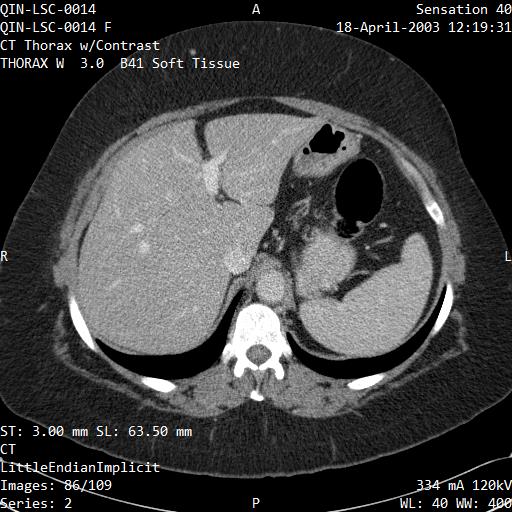 QIN-LSC-0014
A
Sensation 40
QIN-LSC-0014 F
18-April-2003 12:19:31
CT Thorax w/Contrast
THORAX W 3.0 B41 Soft Tissue
R
L
ST: 3.00 mm SL: 63.50 mm
CT
LittleEndianImplicit
Images: 86/109
334 mA 120kV
Series: 2
P
WL: 40 WW: 400